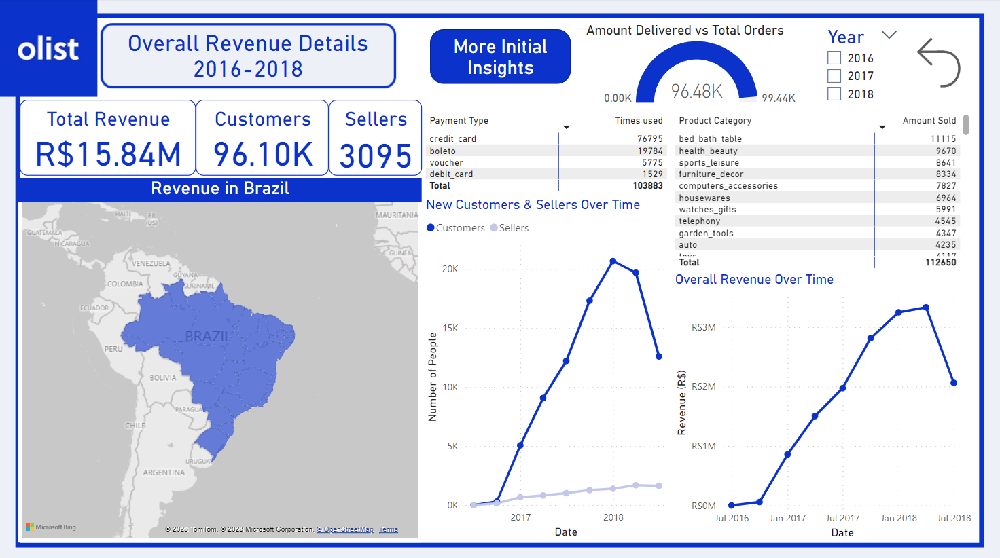 olist
Overall Revenue Details
2016-2018
More Initial
Insights
Amount Delivered vs Total Orders
96.48K
0.00K
99.44K
Year
2016
2017
2018
Total Revenue
R$15.84M
Customers
96.10K
Sellers
3095
Revenue in Brazil
MAURITANIA
HAITI
PR
(US)
GUATEMALA
NICARAGUA
GUINEA
VENEZUELA
GUYANA
COLOMBIA
SURINAME
ECUADOR
BRAZIL
PERU
BOLIVIA
PARAGUA
CHILE
URUGUA
ARGENTINA
Microsoft Bing
© 2023 TomTom, © 2023 Microsoft Corporation, © OpenStreetMap Terms
Payment Type Times used
credit_card 76795
boleto 19784
voucher 5775
debit_card 1529
Total 103883
Product Category Amount Sold
bed_bath_table 11115
health_beauty 9670
sports_leisure 8641
furniture_decor 8334
computers_accessories 7827
housewares 6964
watches_gifts 5991
telephony 4545
garden_tools 4347
auto 4235
Total 112650
New Customers & Sellers Over Time
Customers Sellers
Number of People
20K
15K
10K
5K
0K
2017 2018
Date
Overall Revenue Over Time
Revenue (R$)
R$3M
R$2M
R$1M
R$0M
Jul 2016 Jan 2017 Jul 2017 Jan 2018 Jul 2018
Date